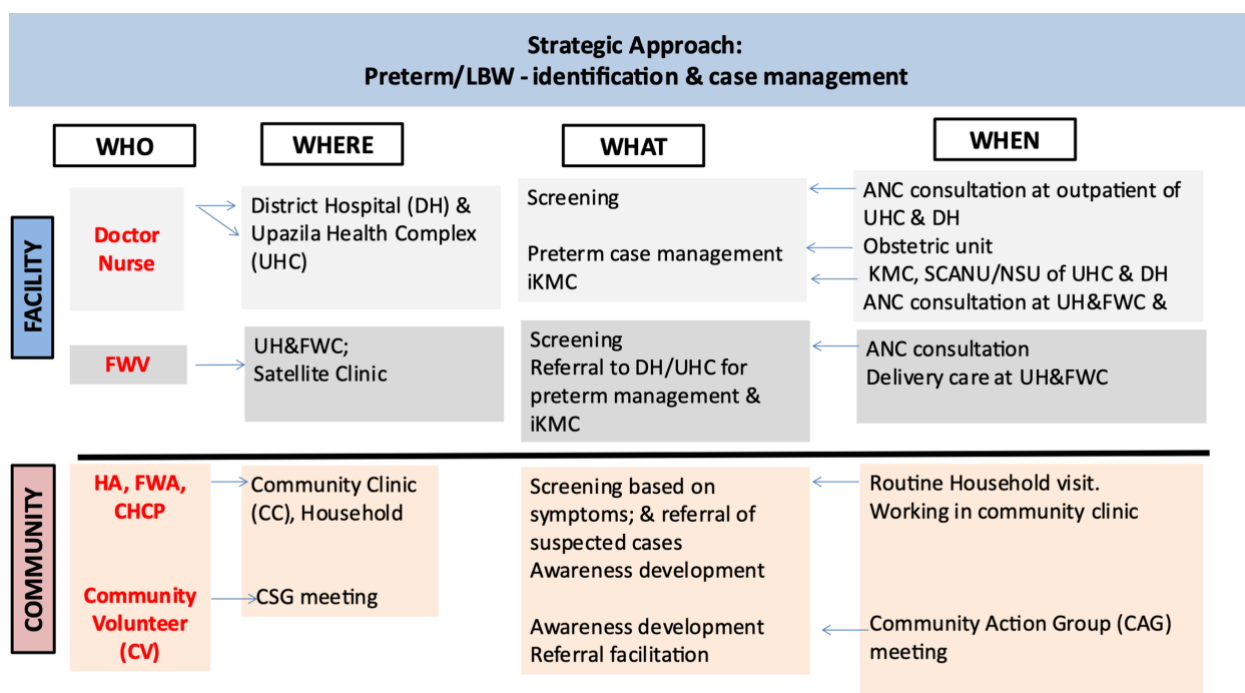 Strategic Approach:
Preterm/LBW - identification & case management
WHO
WHERE
WHAT
WHEN
FACILITY
Doctor
Nurse
District Hospital (DH) &
Upazila Health Complex
(UHC)
Screening
Preterm case management
iKMC
ANC consultation at outpatient of
UHC & DH
Obstetric unit
KMC, SCANU/NSU of UHC & DH
ANC consultation at UH&FWC &
FWV
UH&FWC;
Satellite Clinic
Screening
Referral to DH/UHC for
preterm management &
iKMC
ANC consultation
Delivery care at UH&FWC
COMMUNITY
HA, FWA,
CHCP
Community Clinic
(CC), Household
Screening based on
symptoms; & referral of
suspected cases
Awareness development
Routine Household visit.
Working in community clinic
Community
Volunteer
(CV)
CSG meeting
Awareness development
Referral facilitation
Community Action Group (CAG)
meeting